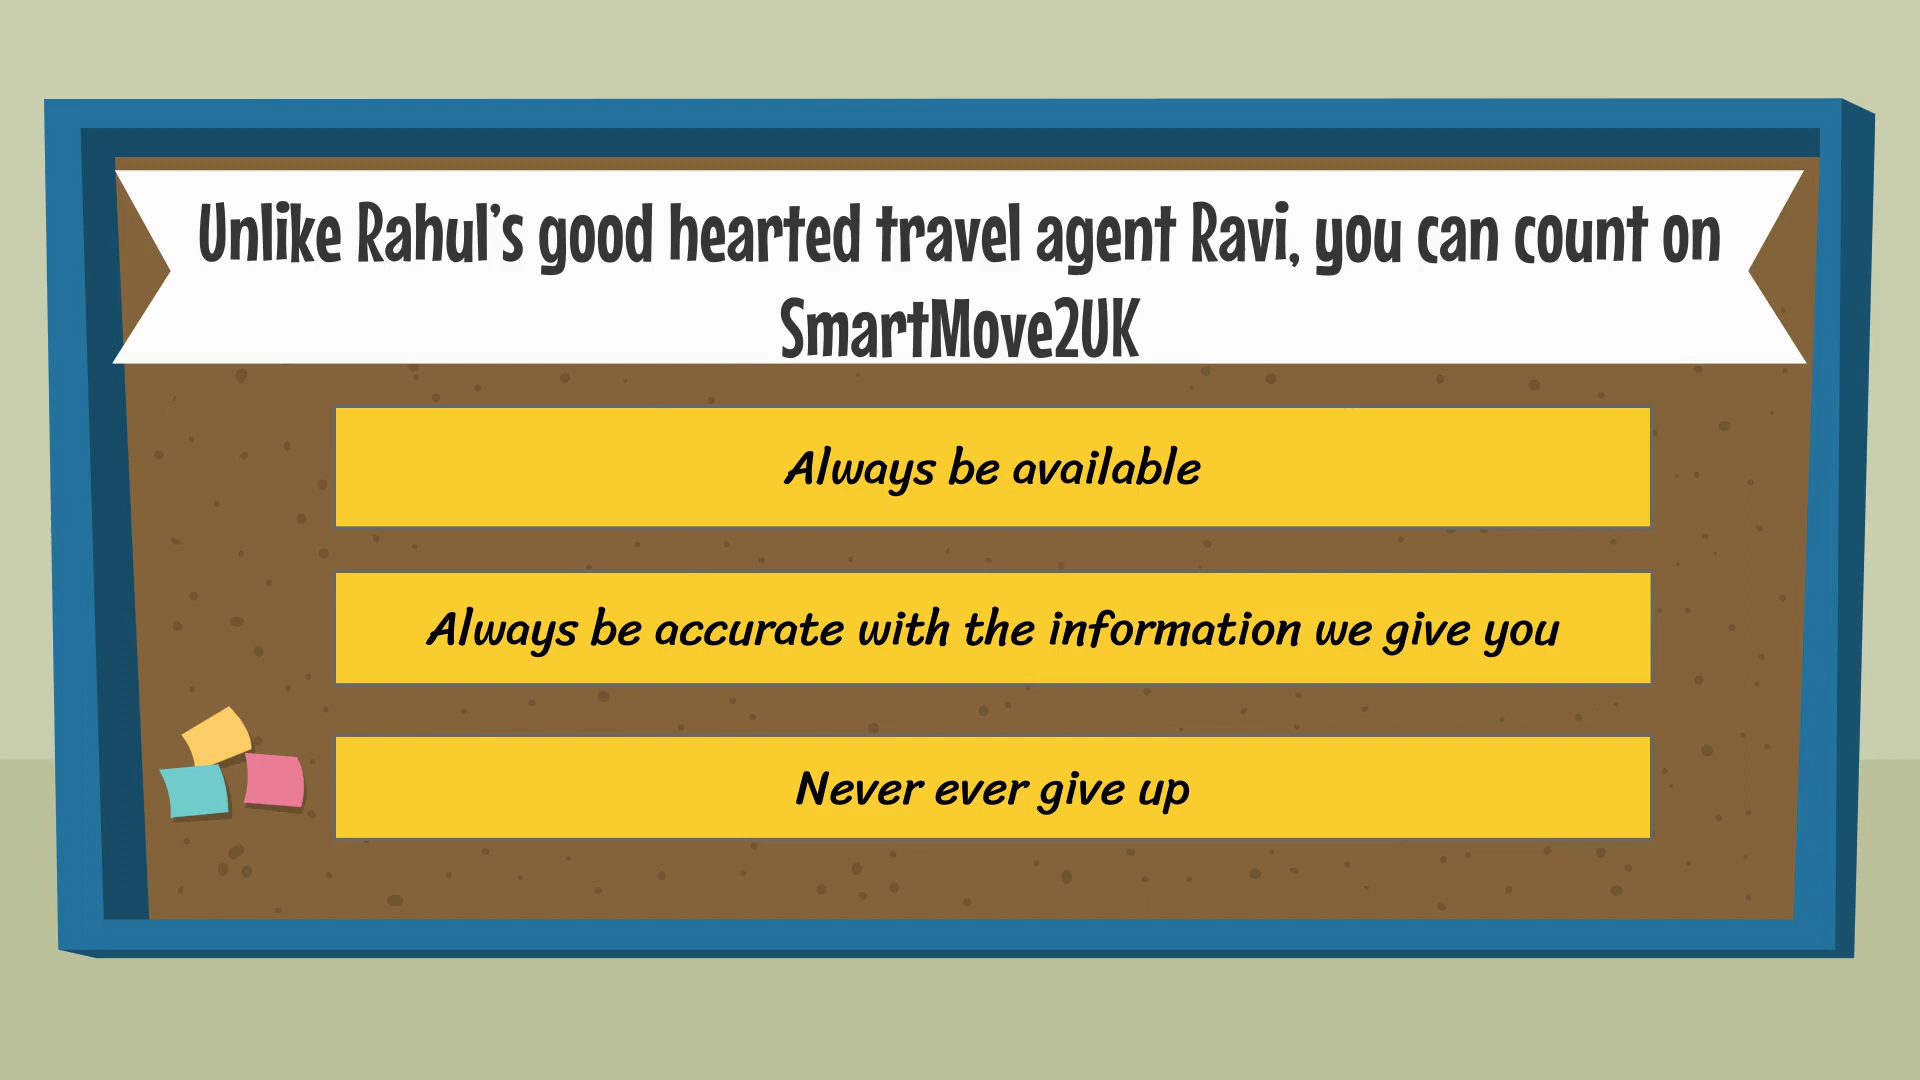 Unlike Rahul's good hearted travel agent Ravi, you can count on
SmartMove2UK
Always be available
Always be accurate with the information we give you
Never ever give up